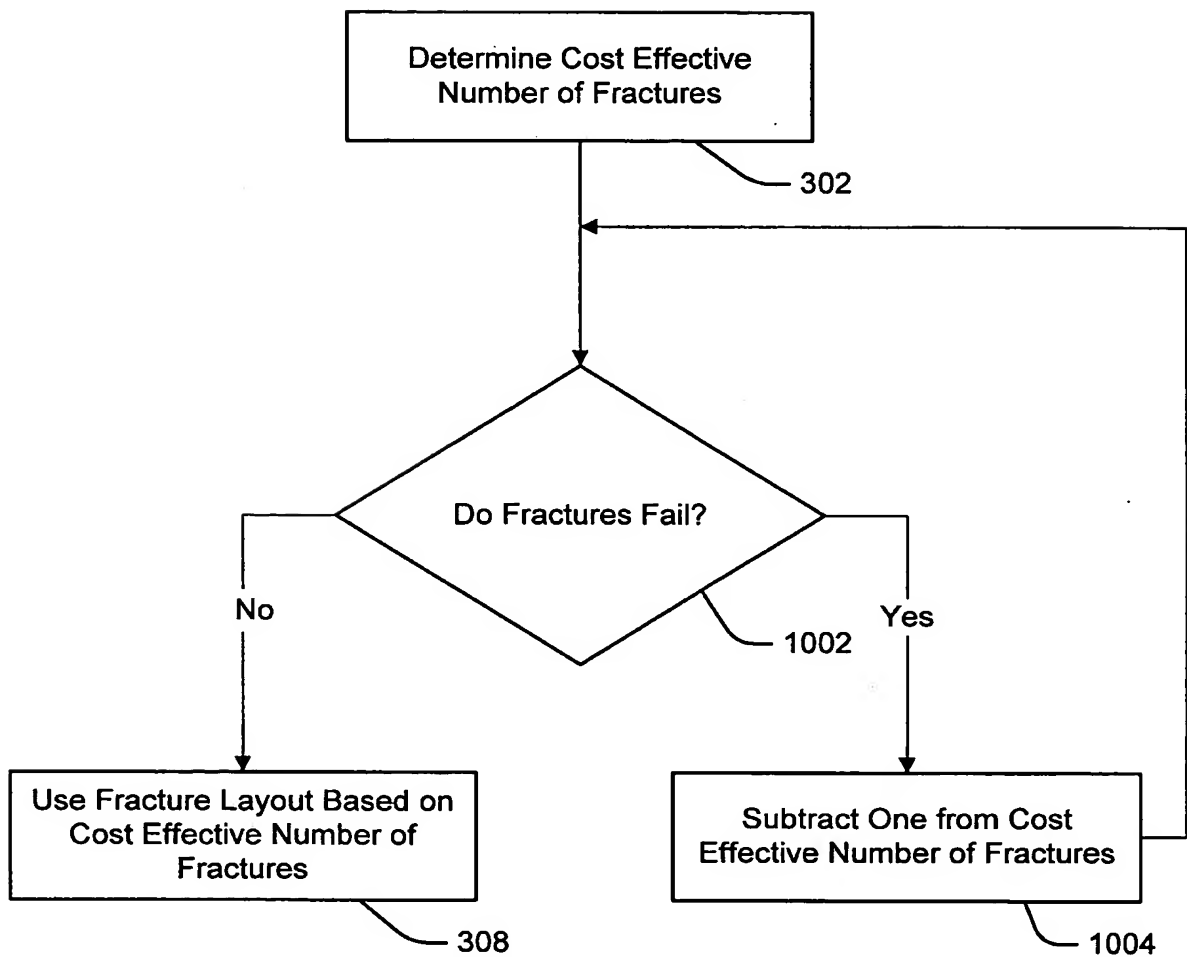 Determine Cost Effective
Number of Fractures
302
Do Fractures Fail?
No
1002
Yes
Use Fracture Layout Based on
Cost Effective Number of
Fractures
Subtract One from Cost
Effective Number of Fractures
308
1004